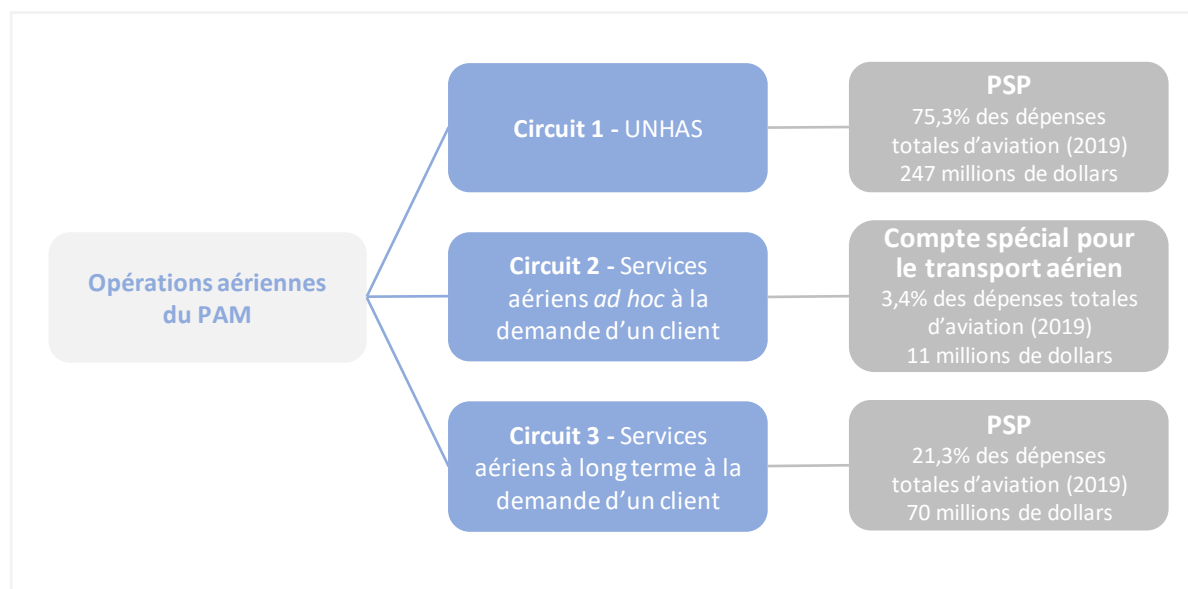 Opérations aériennes
du PAM
Circuit 1 - UNHAS
PSP
75,3% des dépenses
totales d’aviation (2019)
247 millions de dollars
Circuit 2 - Services
aériens ad hoc à la
demande d’un client
Compte spécial pour
le transport aérien
3,4% des dépenses totales
d’aviation (2019)
11 millions de dollars
Circuit 3 - Services
aériens à long terme à la
demande d’un client
PSP
21,3% des dépenses
totales d’aviation (2019)
70 millions de dollars